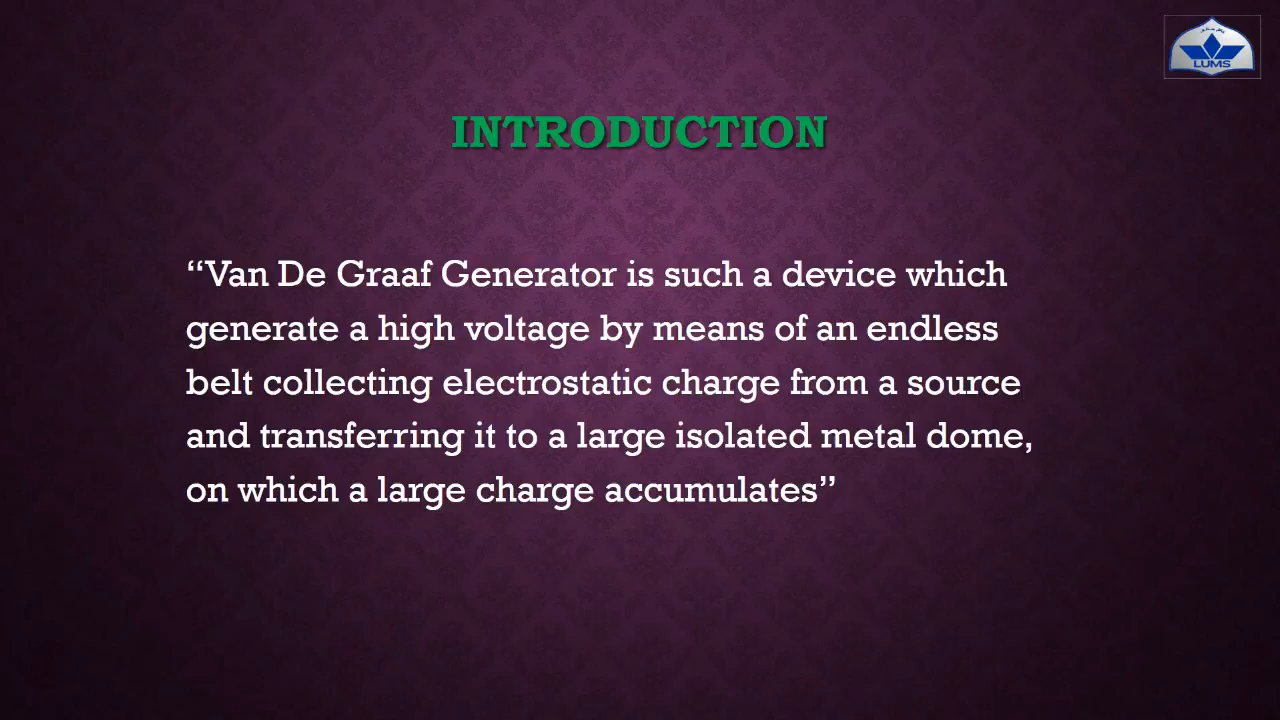 LUMS
INTRODUCTION
“Van De Graaf Generator is such a device which
generate a high voltage by means of an endless
belt collecting electrostatic charge from a source
and transferring it to a large isolated metal dome,
on which a large charge accumulates”